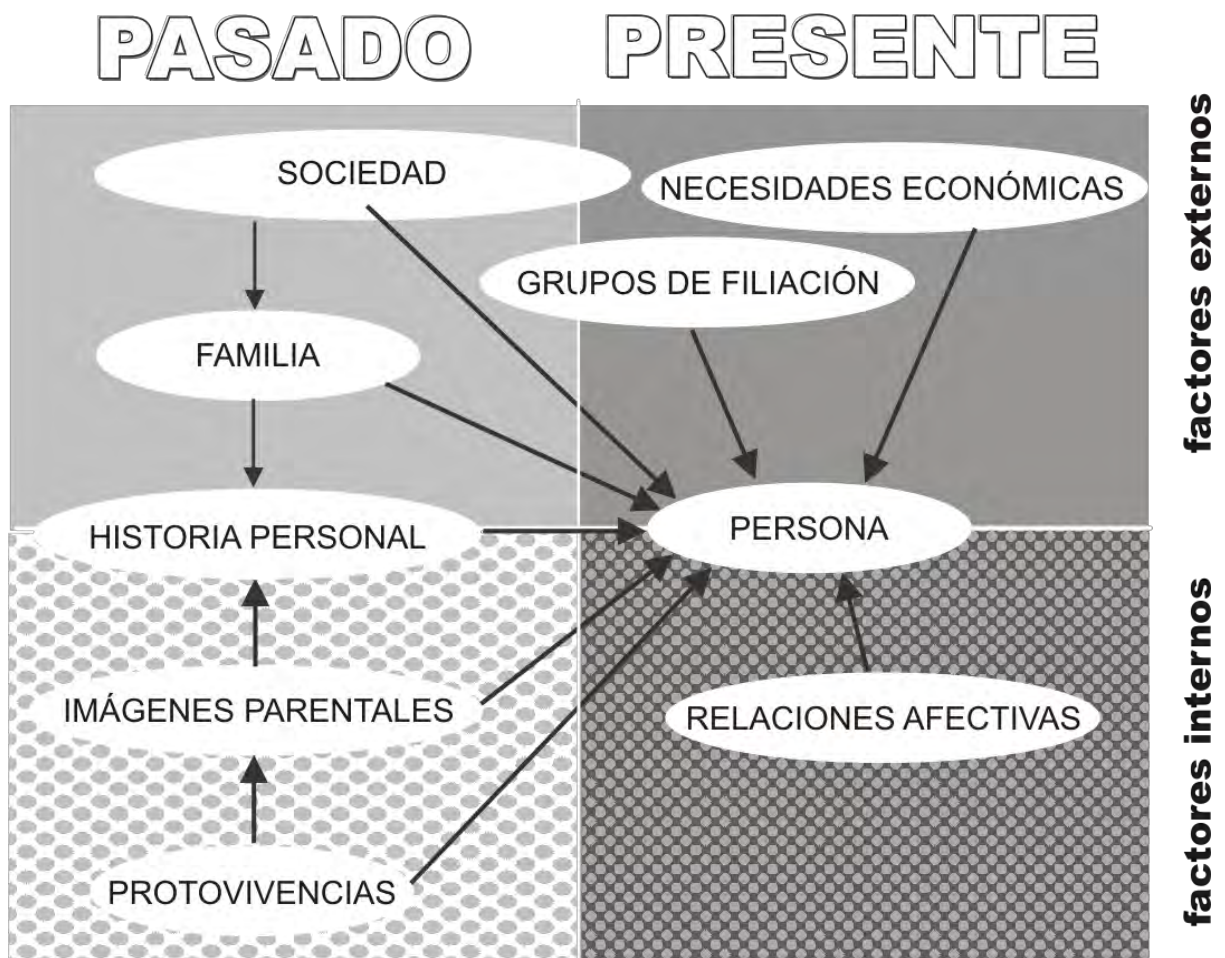 PASADO PRESENTE
SOCIEDAD
NECESIDADES ECONÓMICAS
GRUPOS DE FILIACIÓN
FAMILIA
HISTORIA PERSONAL
PERSONA
IMÁGENES PARENTALES
RELACIONES AFECTIVAS
PROTOVIVENCIAS
factores externos
factores internos